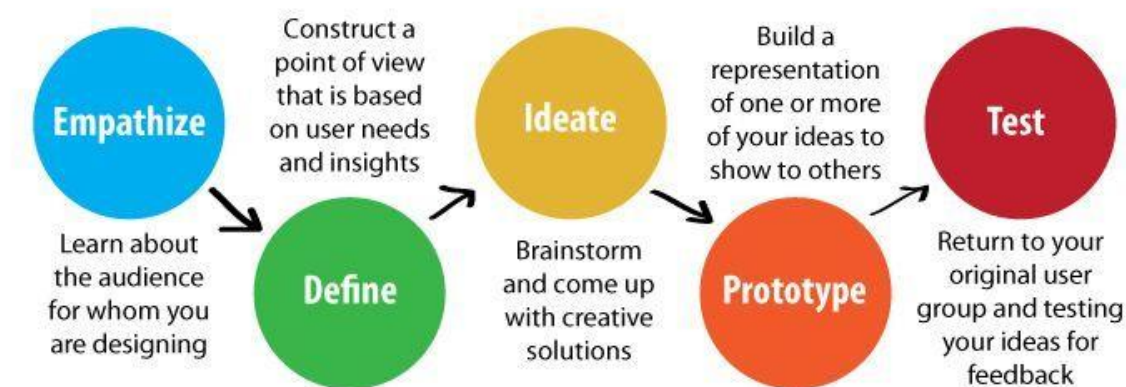 Empathize
Learn about
the audience
for whom you
are designing
Construct a
point of view
that is based
on user needs
and insights
Define
Ideate
Brainstorm
and come up
with creative
solutions
Build a
representation
of one or more
of your ideas to
show to others
Prototype
Test
Return to your
original user
group and testing
your ideas for
feedback